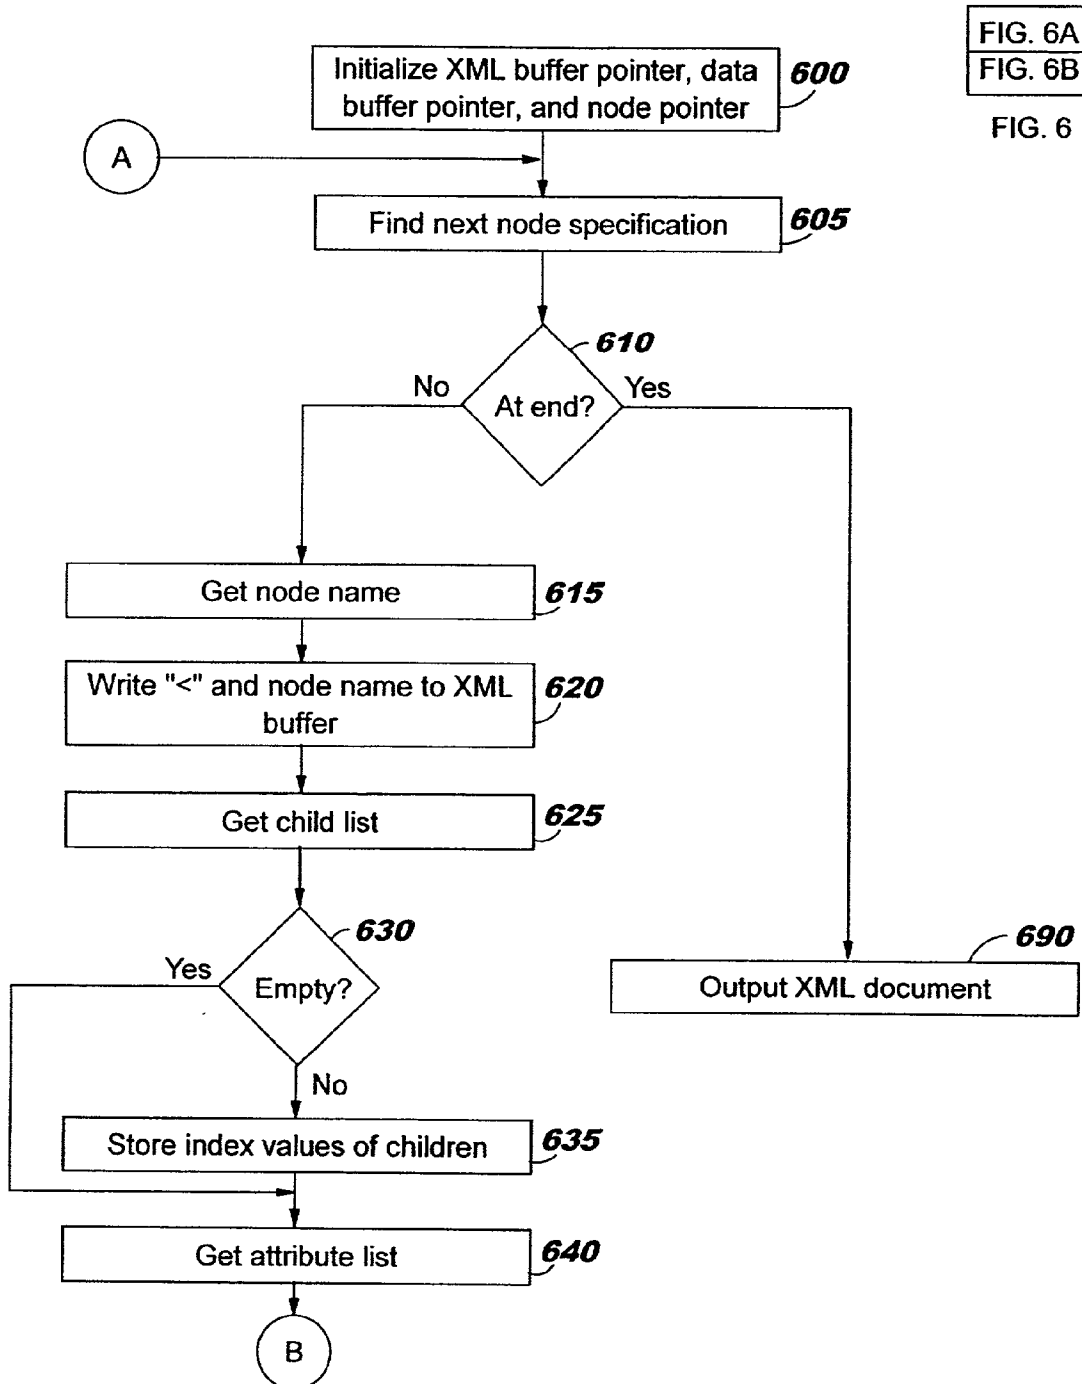 FIG. 6A
FIG. 6B
FIG. 6
Initialize XML buffer pointer, data
buffer pointer, and node pointer
600
A
Find next node specification
605
610
No
At end?
Yes
Get node name
615
Write "<" and node name to XML
buffer
620
Get child list
625
630
Yes
Empty?
No
690
Output XML document
Store index values of children
635
Get attribute list
640
B